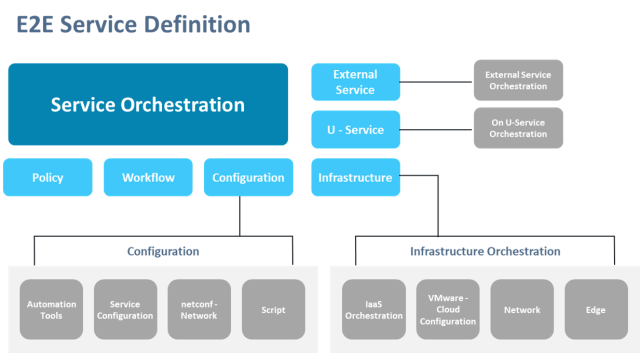 E2E Service Definition
Service Orchestration
External
Service
External Service
Orchestration
U - Service
On U-Service
Orchestration
Policy
Workflow
Configuration
Infrastructure
Configuration
Infrastructure Orchestration
Automation
Tools
Service
Configuration
netconf -
Network
Script
IaaS
Orchestration
VMware -
Cloud
Configuration
Network
Edge